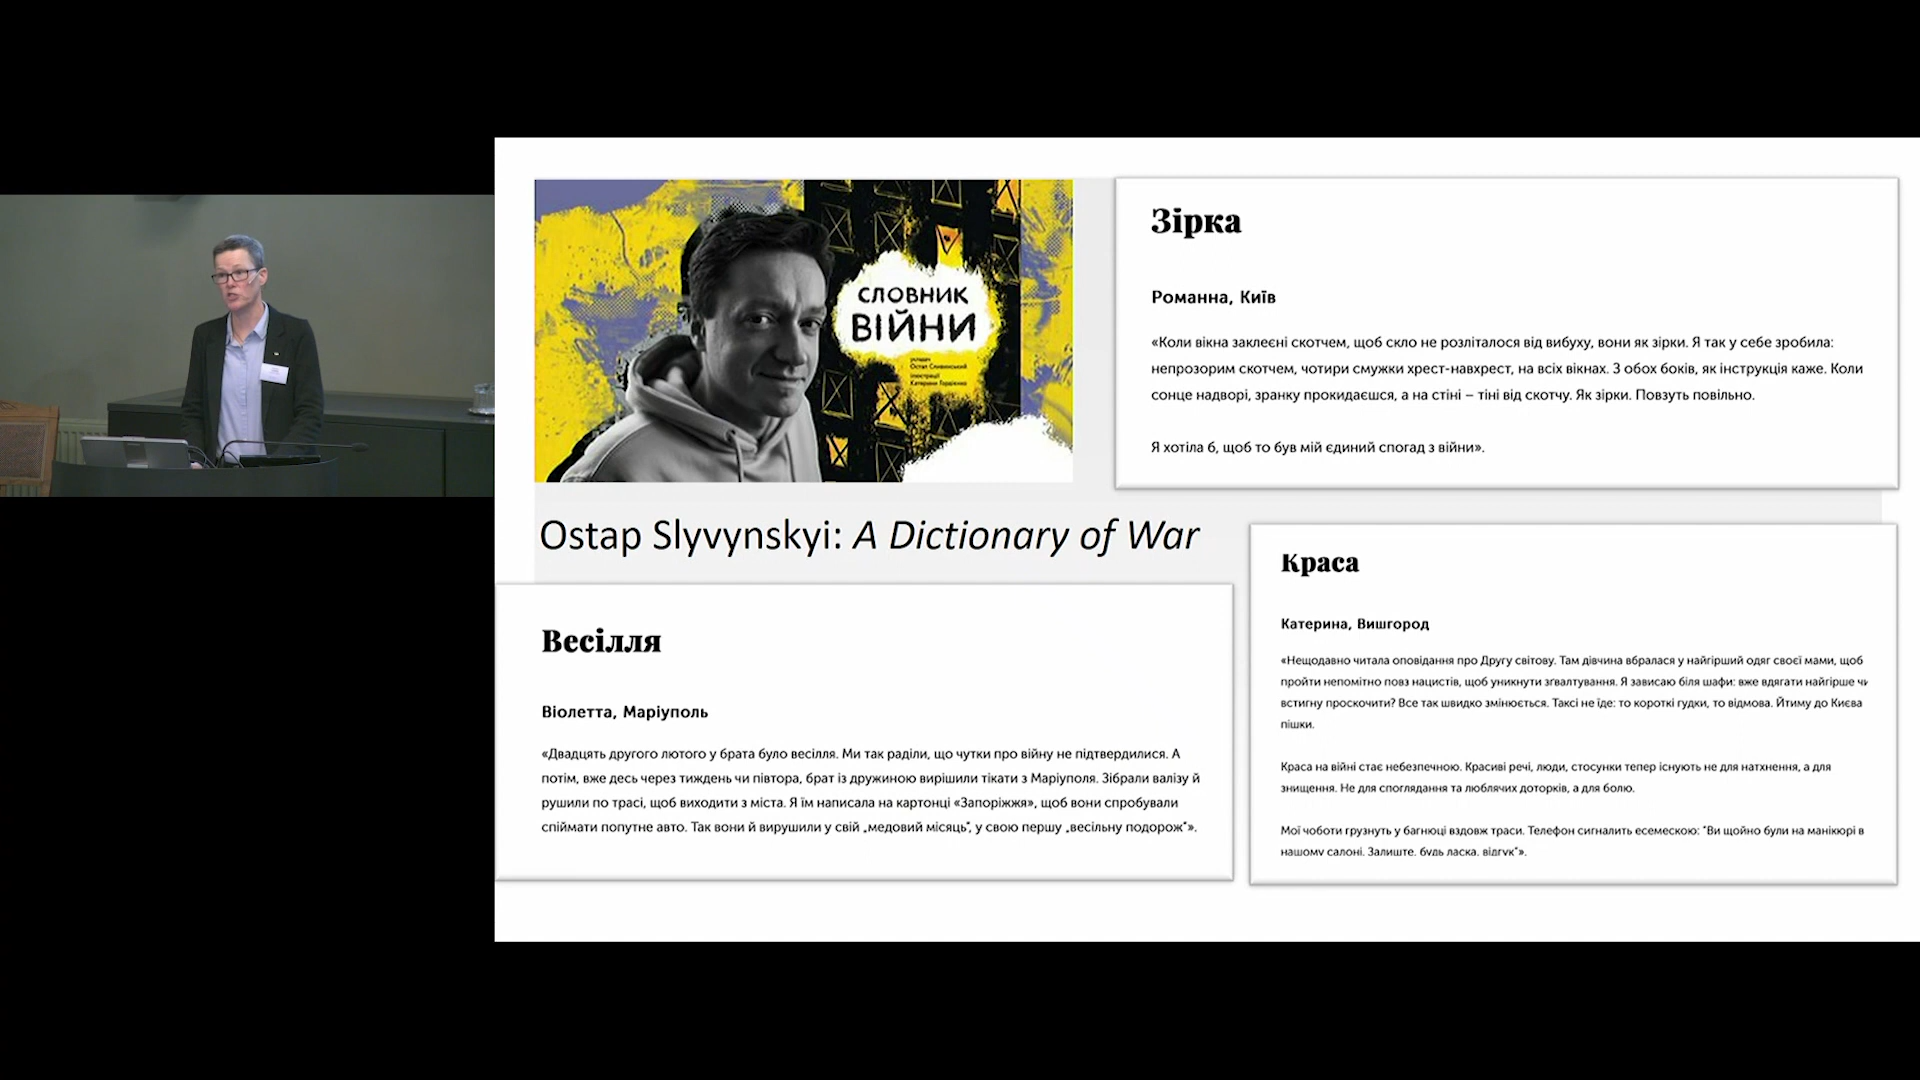 СЛОВНИК
ВІЙНИ
укладач
Остап Сливинський
ілюстрації
Катерини Гордієнко
Ostap Slyvynskyi: A Dictionary of War
Зірка
Романна, Київ
«Коли вікна заклеєні скотчем, щоб скло не розліталося від вибуху, вони як зірки. Я так у себе зробила:
непрозорим скотчем, чотири смужки хрест-навхрест, на всіх вікнах. З обох боків, як інструкція каже. Коли
сонце надворі, зранку прокидаєшся, а на стіні – тіні від скотчу. Як зірки. Повзуть повільно.
Я хотіла б, щоб то був мій єдиний спогад з війни».
Весілля
Віолетта, Маріуполь
«Двадцять другого лютого у брата було весілля. Ми так раділи, що чутки про війну не підтвердилися. А
потім, вже десь через тиждень чи півтора, брат із дружиною вирішили тікати з Маріуполя. Зібрали валізу й
рушили по трасі, щоб виходити з міста. Я їм написала на картонці «Запоріжжя», щоб вони спробували
спіймати попутне авто. Так вони й вирушили у свій „медовий місяць“, у свою першу „весільну подорож“».
Краса
Катерина, Вишгород
«Нещодавно читала оповідання про Другу світову. Там дівчина вбралася у найгірший одяг своєї мами, щоб
пройти непомітно повз нацистів, щоб уникнути зґвалтування. Я зависаю біля шафи: вже вдягати найгірше чи
встигну проскочити? Все так швидко змінюється. Таксі не їде: то короткі гудки, то відмова. Йтиму до Києва
пішки.
Краса на війні стає небезпечною. Красиві речі, люди, стосунки тепер існують не для натхнення, а для
знищення. Не для споглядання та люблячих доторків, а для болю.
Мої чоботи грузнуть у багнюці вздовж траси. Телефон сигналить есемескою: "Ви щойно були на манікюрі в
нашому салоні. Залиште, будь ласка, відгук"».